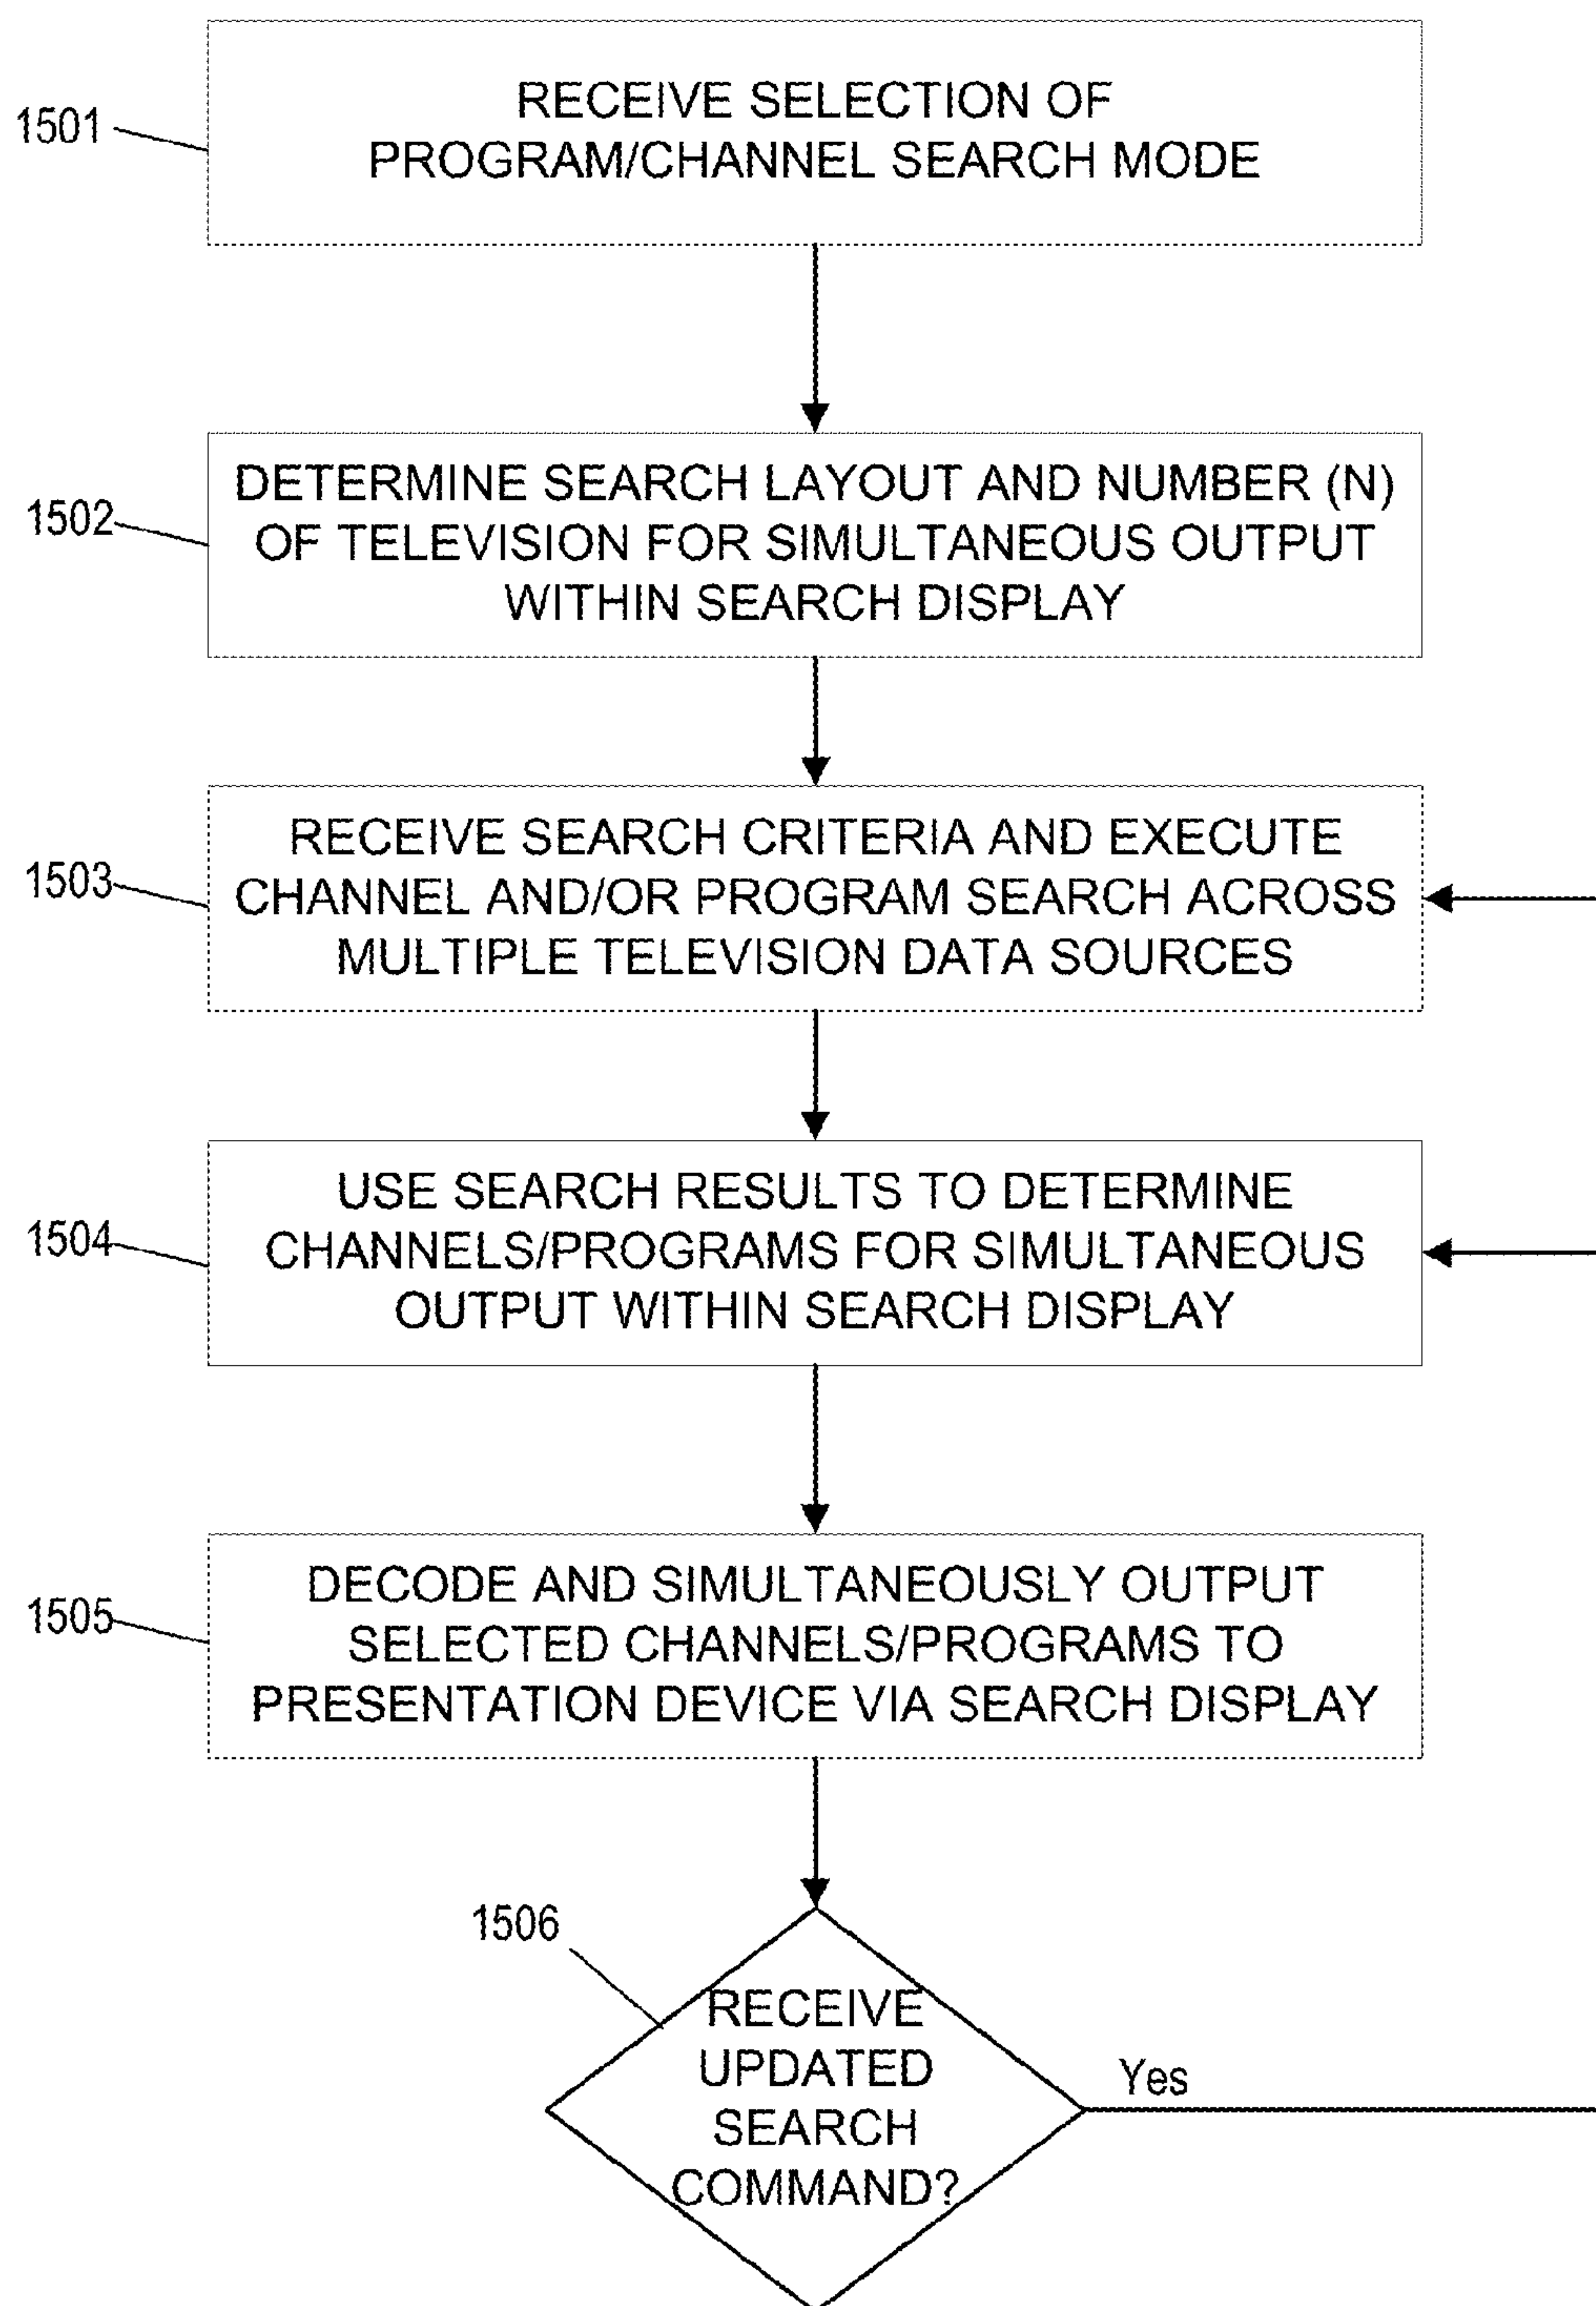 1501
RECEIVE SELECTION OF
PROGRAM/CHANNEL SEARCH MODE
1502
DETERMINE SEARCH LAYOUT AND NUMBER (N)
OF TELEVISION FOR SIMULTANEOUS OUTPUT
WITHIN SEARCH DISPLAY
1503
RECEIVE SEARCH CRITERIA AND EXECUTE
CHANNEL AND/OR PROGRAM SEARCH ACROSS
MULTIPLE TELEVISION DATA SOURCES
1504
USE SEARCH RESULTS TO DETERMINE
CHANNELS/PROGRAMS FOR SIMULTANEOUS
OUTPUT WITHIN SEARCH DISPLAY
1505
DECODE AND SIMULTANEOUSLY OUTPUT
SELECTED CHANNELS/PROGRAMS TO
PRESENTATION DEVICE VIA SEARCH DISPLAY
1506
RECEIVE
UPDATED
SEARCH
COMMAND?
Yes